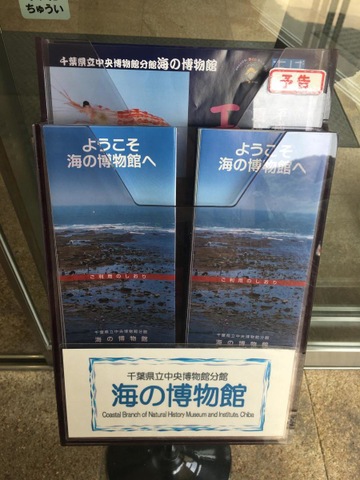 ちゅうい
千葉県立中央博物館分館 海の博物館
予告
ようこそ
海の博物館へ
ご利用のしおり
千葉県立中央博物館分館
海の博物館
ようこそ
海の博物館へ
ご利用のしおり
千葉県立中央博物館分館
海の博物館
千葉県立中央博物館分館
海の博物館
Coastal Branch of Natural History Museum and Institute, Chiba